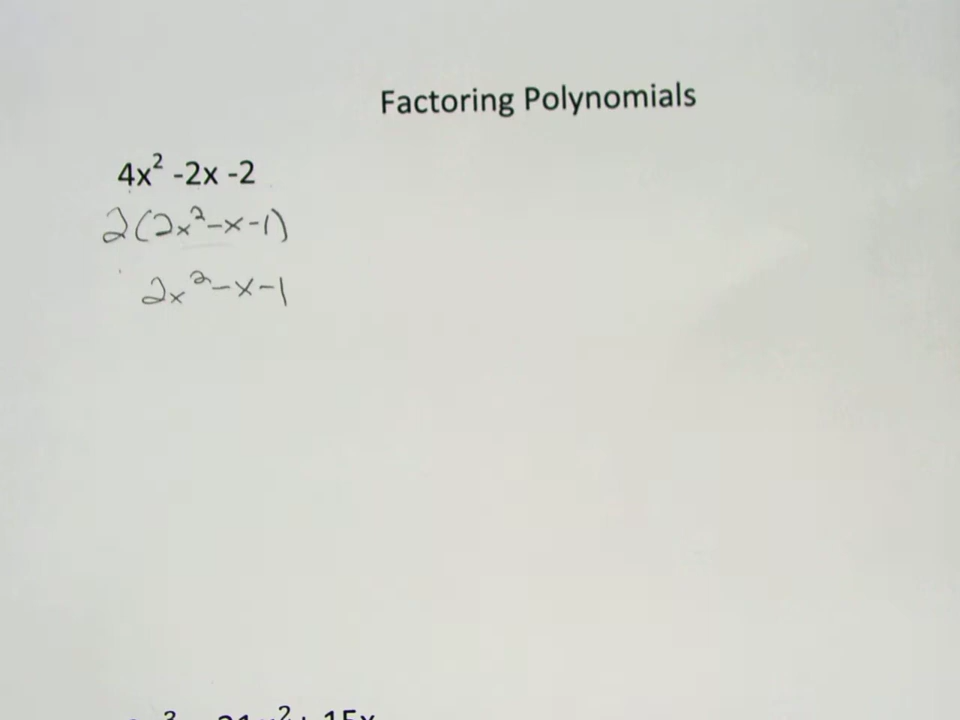 Factoring Polynomials
4x² -2x -2
2(2x²-x-1)
2x²-x-1